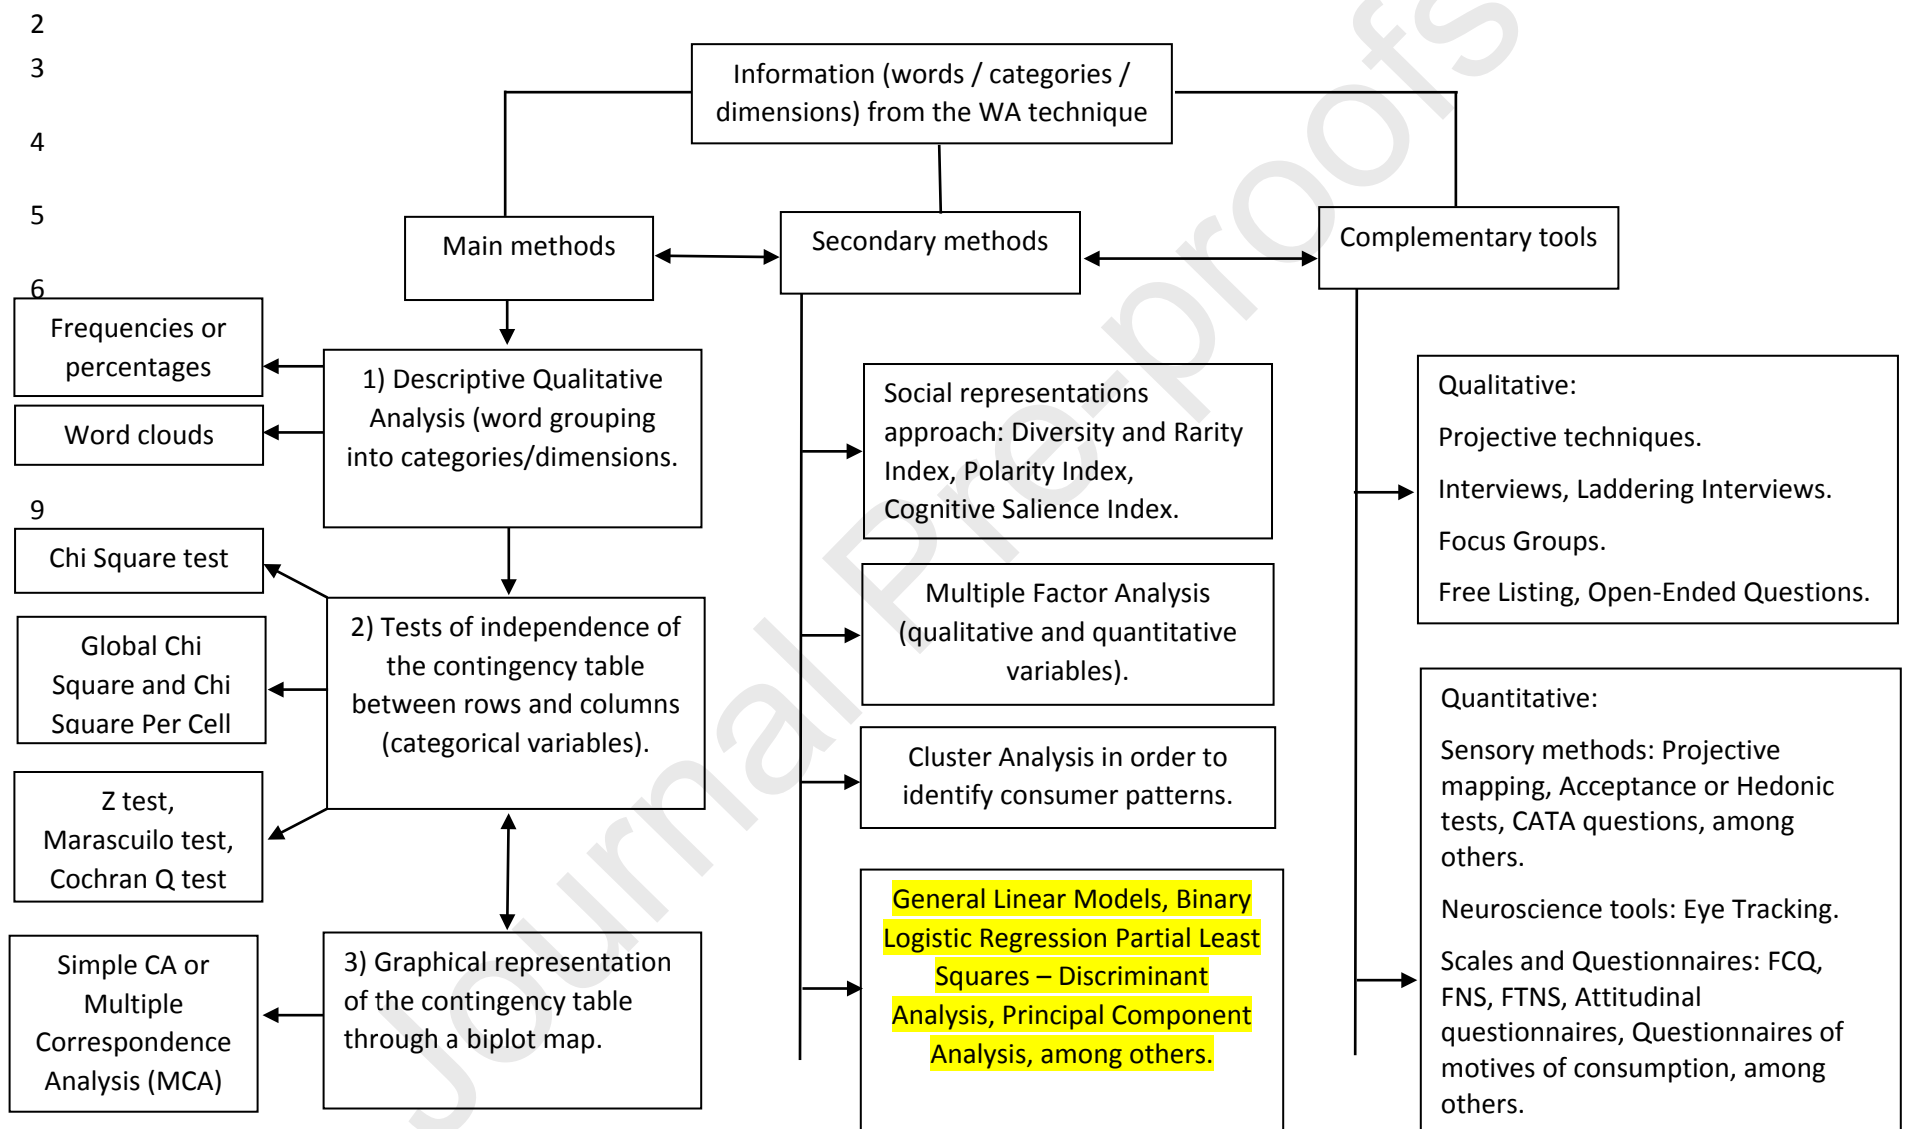 2
3
4
5
6
9
Information (words / categories /
dimensions) from the WA technique
Main methods
Secondary methods
Complementary tools
Frequencies or
percentages
Word clouds
1) Descriptive Qualitative
Analysis (word grouping
into categories/dimensions.
Chi Square test
Global Chi
Square and Chi
Square Per Cell
Z test,
Marascuilo test,
Cochran Q test
2) Tests of independence of
the contingency table
between rows and columns
(categorical variables).
Simple CA or
Multiple
Correspondence
Analysis (MCA)
3) Graphical representation
of the contingency table
through a biplot map.
Social representations
approach: Diversity and Rarity
Index, Polarity Index,
Cognitive Salience Index.
Multiple Factor Analysis
(qualitative and quantitative
variables).
Cluster Analysis in order to
identify consumer patterns.
General Linear Models, Binary
Logistic Regression Partial Least
Squares – Discriminant
Analysis, Principal Component
Analysis, among others.
Qualitative:
Projective techniques.
Interviews, Laddering Interviews.
Focus Groups.
Free Listing, Open-Ended Questions.
Quantitative:
Sensory methods: Projective
mapping, Acceptance or Hedonic
tests, CATA questions, among
others.
Neuroscience tools: Eye Tracking.
Scales and Questionnaires: FCQ,
FNS, FTNS, Attitudinal
questionnaires, Questionnaires of
motives of consumption, among
others.
Journal Pre-proofs